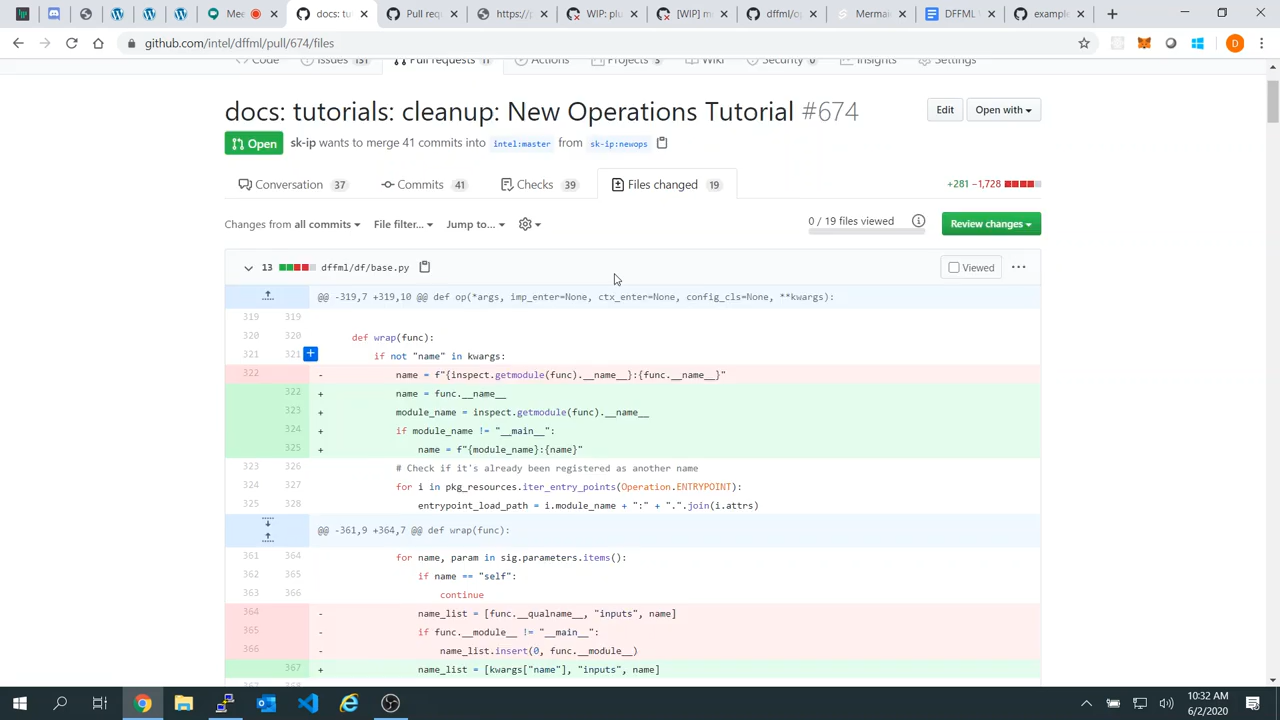 Mee
docs: tu
Pull requ
https://p
WIP: plu
[WIP] m
dffml/op
Merma
DFFML
example
github.com/intel/dffml/pull/674/files
D
Code
Issues 131
Pull requests 11
Actions
Projects 3
Wiki
Security 0
Insights
Settings
docs: tutorials: cleanup: New Operations Tutorial #674
Edit
Open with
Open
sk-ip wants to merge 41 commits into intel:master from sk-ip:newops
Conversation 37
Commits 41
Checks 39
Files changed 19
+281 −1,728
Changes from all commits
File filter...
Jump to...
0 / 19 files viewed
Review changes
13 dffml/df/base.py
Viewed
@@ -319,7 +319,10 @@ def op(*args, imp_enter=None, ctx_enter=None, config_cls=None, **kwargs):
319 319
320 320 def wrap(func):
321 321 if not "name" in kwargs:
322 - name = f"{inspect.getmodule(func).__name__}:{func.__name__}"
322 + name = func.__name__
323 + module_name = inspect.getmodule(func).__name__
324 + if module_name != "__main__":
325 + name = f"{module_name}:{name}"
323 326 # Check if it's already been registered as another name
324 327 for i in pkg_resources.iter_entry_points(Operation.ENTRYPOINT):
325 328 entrypoint_load_path = i.module_name + ":" + ".".join(i.attrs)
@@ -361,9 +364,7 @@ def wrap(func):
361 364 for name, param in sig.parameters.items():
362 365 if name == "self":
363 366 continue
364 - name_list = [func.__qualname__, "inputs", name]
365 - if func.__module__ != "__main__":
366 - name_list.insert(0, func.__module__)
367 + name_list = [kwargs["name"], "inputs", name]
10:32 AM
6/2/2020